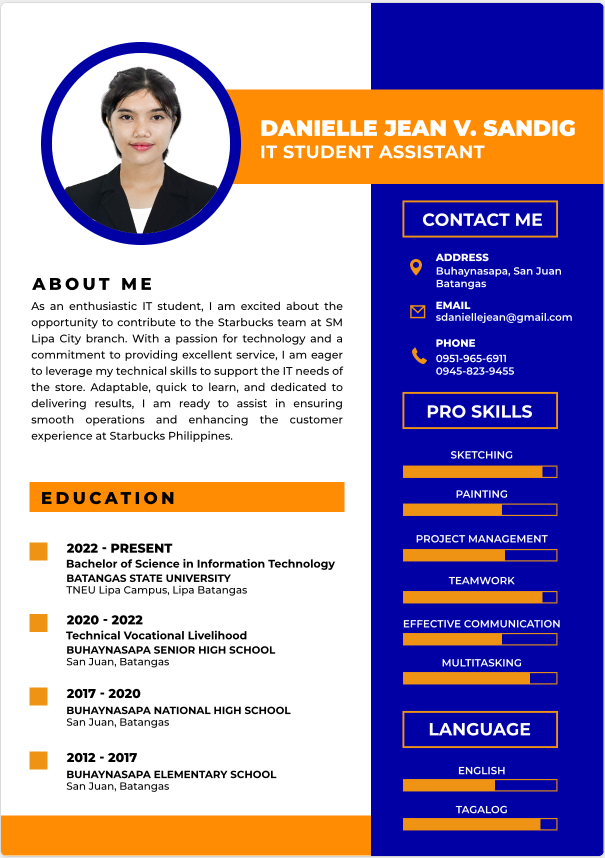 DANIELLE JEAN V. SANDIG
IT STUDENT ASSISTANT
ABOUT ME
As an enthusiastic IT student, I am excited about the
opportunity to contribute to the Starbucks team at SM
Lipa City branch. With a passion for technology and a
commitment to providing excellent service, I am eager
to leverage my technical skills to support the IT needs of
the store. Adaptable, quick to learn, and dedicated to
delivering results, I am ready to assist in ensuring
smooth operations and enhancing the customer
experience at Starbucks Philippines.
EDUCATION
2022 - PRESENT
Bachelor of Science in Information Technology
BATANGAS STATE UNIVERSITY
TNEU Lipa Campus, Lipa Batangas
2020 - 2022
Technical Vocational Livelihood
BUHAYNASAPA SENIOR HIGH SCHOOL
San Juan, Batangas
2017 - 2020
BUHAYNASAPA NATIONAL HIGH SCHOOL
San Juan, Batangas
2012 - 2017
BUHAYNASAPA ELEMENTARY SCHOOL
San Juan, Batangas
CONTACT ME
ADDRESS
Buhaynasapa, San Juan
Batangas
EMAIL
sdaniellejean@gmail.com
PHONE
0951-965-6911
0945-823-9455
PRO SKILLS
SKETCHING
PAINTING
PROJECT MANAGEMENT
TEAMWORK
EFFECTIVE COMMUNICATION
MULTITASKING
LANGUAGE
ENGLISH
TAGALOG